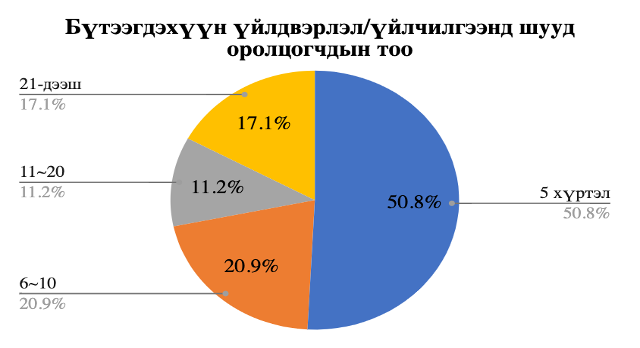 Бүтээгдэхүүн үйлдвэрлэл/үйлчилгээнд шууд
оролцогчдын тоо
21-дээш
17.1%
17.1%
11~20
11.2%
11.2%
5 хүртэл
50.8%
50.8%
20.9%
6~10
20.9%